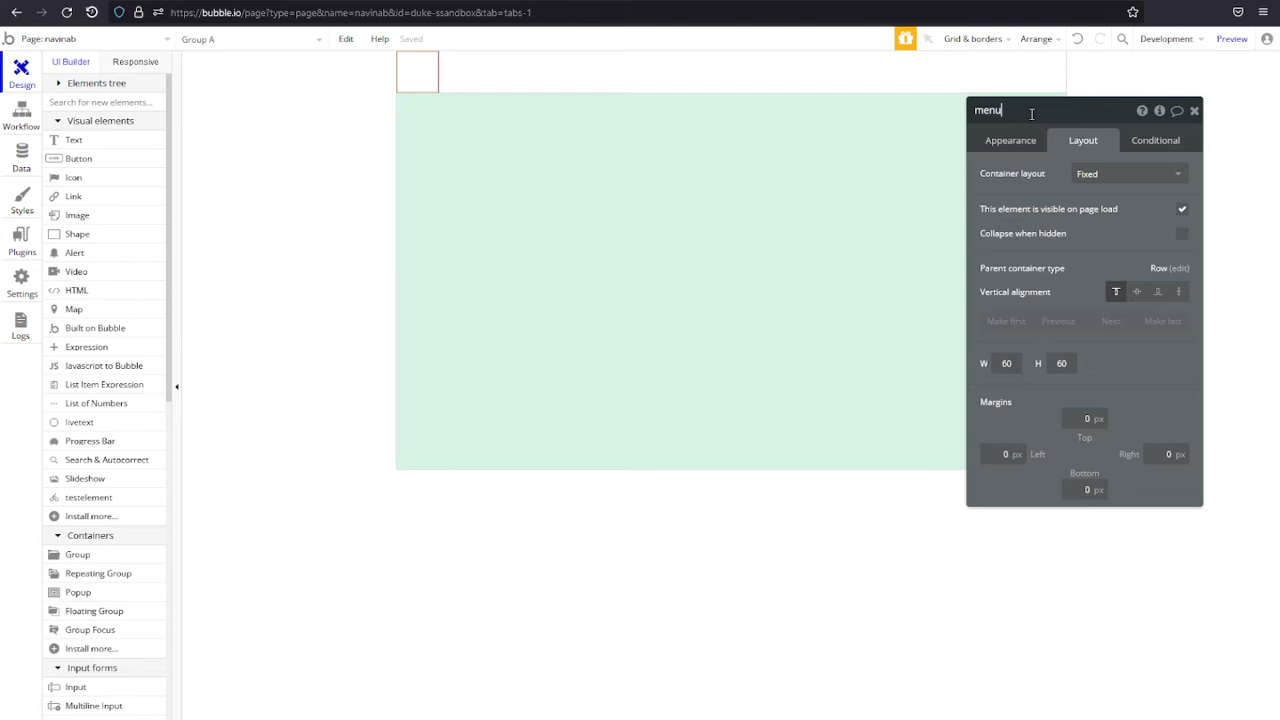 https://bubble.io/page?type=page&name=navinab&id=duke-ssandbox&tab=tabs-1
Page: navinab
Group A
Edit
Help
Saved
Grid & borders
Arrange
Development
Preview
Design
Workflow
Data
Styles
Plugins
Settings
Logs
UI Builder
Responsive
Elements tree
Search for new elements...
Visual elements
Text
Button
Icon
Link
Image
Shape
Alert
Video
HTML
Map
Built on Bubble
Expression
Javascript to Bubble
List Item Expression
List of Numbers
livetext
Progress Bar
Search & Autocorrect
Slideshow
testelement
Install more...
Containers
Group
Repeating Group
Popup
Floating Group
Group Focus
Install more...
Input forms
Input
Multiline Input
menu
Appearance
Layout
Conditional
Container layout
Fixed
This element is visible on page load
Collapse when hidden
Parent container type
Row (edit)
Vertical alignment
Make first
Previous
Next
Make last
W 60 H 60
Margins
0 px
Top
0 px Left
Right 0 px
Bottom
0 px